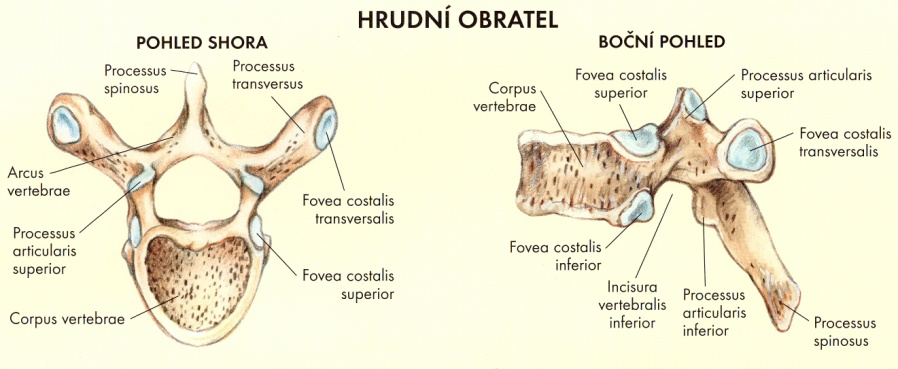 HRUDNÍ OBRATEL
POHLED SHORA
Processus
spinosus
Processus
transversus
Arcus
vertebrae
Processus
articularis
superior
Corpus vertebrae
Fovea costalis
transversalis
Fovea costalis
superior
BOČNÍ POHLED
Corpus
vertebrae
Fovea costalis
superior
Processus articularis
superior
Fovea costalis
transversalis
Fovea costalis
inferior
Incisura
vertebralis
inferior
Processus
articularis
inferior
Processus
spinosus